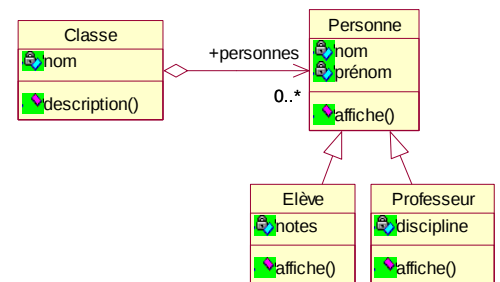 Classe
nom
description()
+personnes
0..*
Personne
nom
prénom
affiche()
Elève
notes
affiche()
Professeur
discipline
affiche()